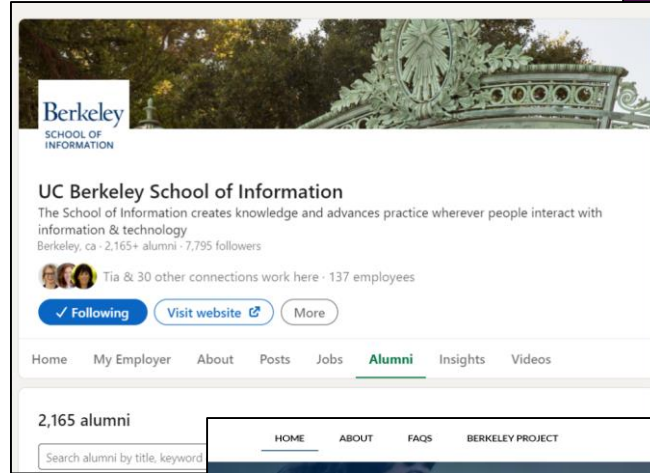 Berkeley
SCHOOL OF
INFORMATION
UC Berkeley School of Information
The School of Information creates knowledge and advances practice wherever people interact with
information & technology
Berkeley, ca · 2,165+ alumni · 7,795 followers
Tia & 30 other connections work here · 137 employees
✓ Following Visit website More
Home My Employer About Posts Jobs Alumni Insights Videos
2,165 alumni
Search alumni by title, keyword
HOME ABOUT FAQS BERKELEY PROJECT